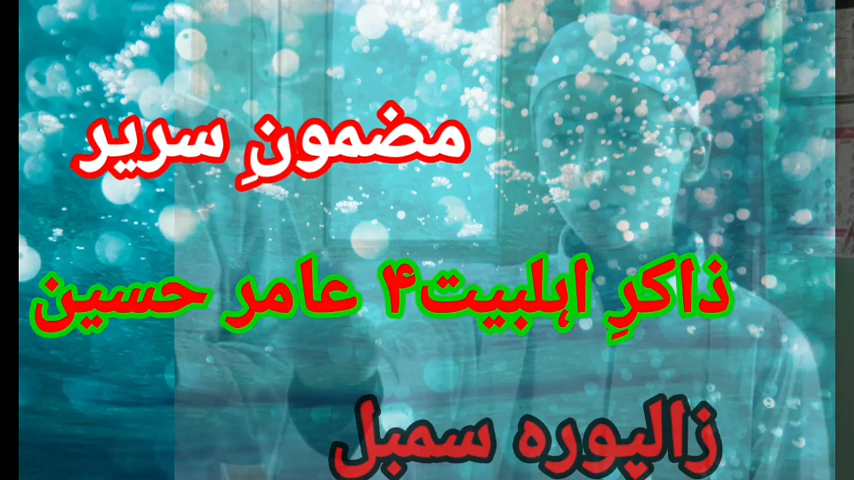 مضمونِ سریر
ذاکرِ اہلبیت۴ عامر حسین
زالپورہ سمبل